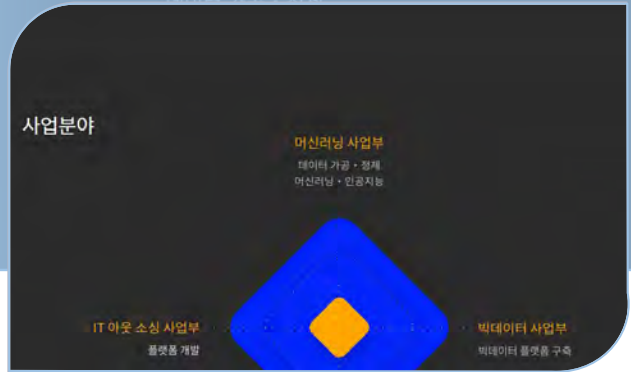 사업분야
머신러닝 사업부
데이터 가공 • 정제
머신러닝 • 인공지능
IT 아웃 소싱 사업부
플랫폼 개발
빅데이터 사업부
빅데이터 플랫폼 구축